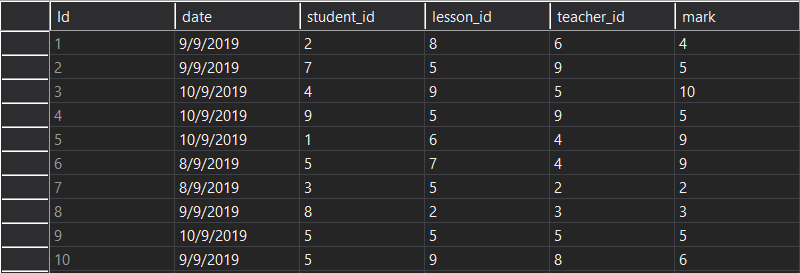 Id date student_id lesson_id teacher_id mark
1 9/9/2019 2 8 6 4
2 9/9/2019 7 5 9 5
3 10/9/2019 4 9 5 10
4 10/9/2019 9 5 9 5
5 10/9/2019 1 6 4 9
6 8/9/2019 5 7 4 9
7 8/9/2019 3 5 2 2
8 9/9/2019 8 2 3 3
9 10/9/2019 5 5 5 5
10 9/9/2019 5 9 8 6